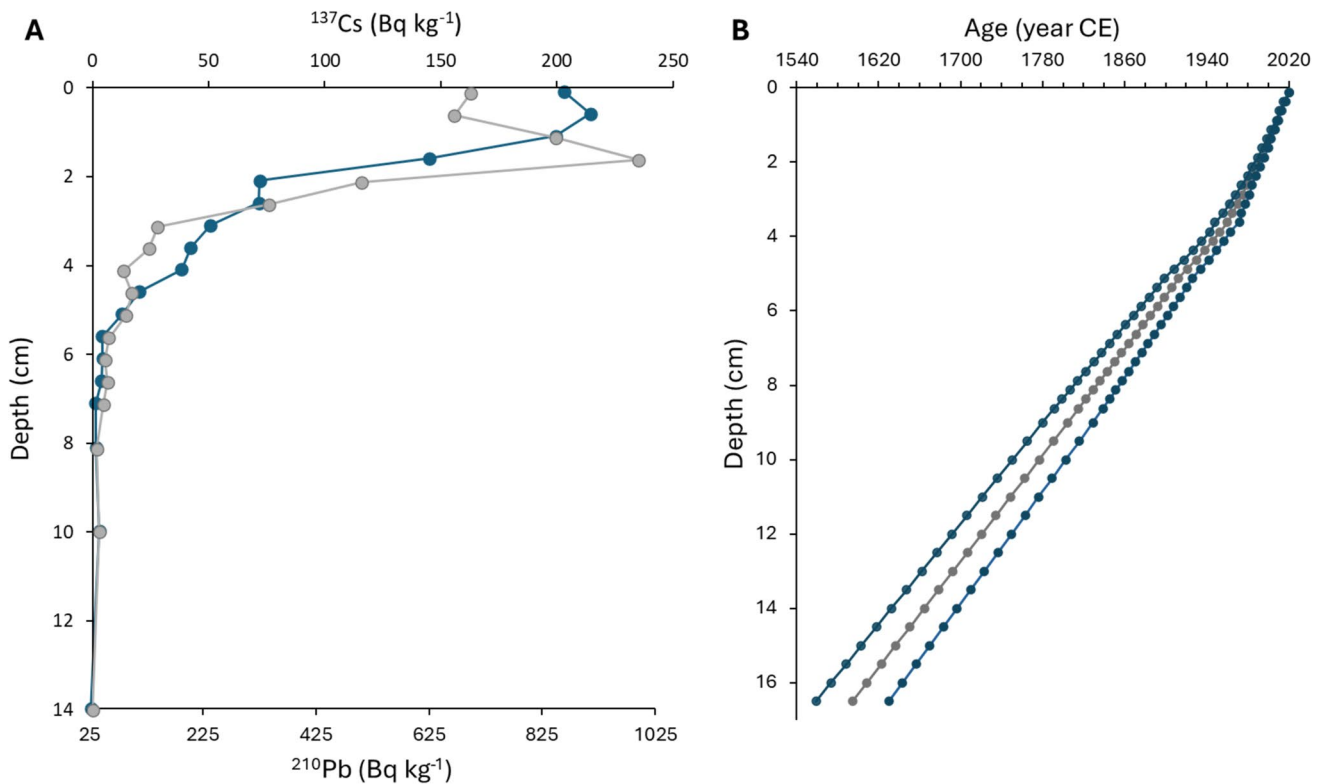 A
¹³⁷Cs (Bq kg⁻¹)
0 50 100 150 200 250
0
2
4
6
8
10
12
14
Depth (cm)
25 225 425 625 825 1025
²¹⁰Pb (Bq kg⁻¹)
B
Age (year CE)
1540 1620 1700 1780 1860 1940 2020
0
2
4
6
8
10
12
14
16
Depth (cm)